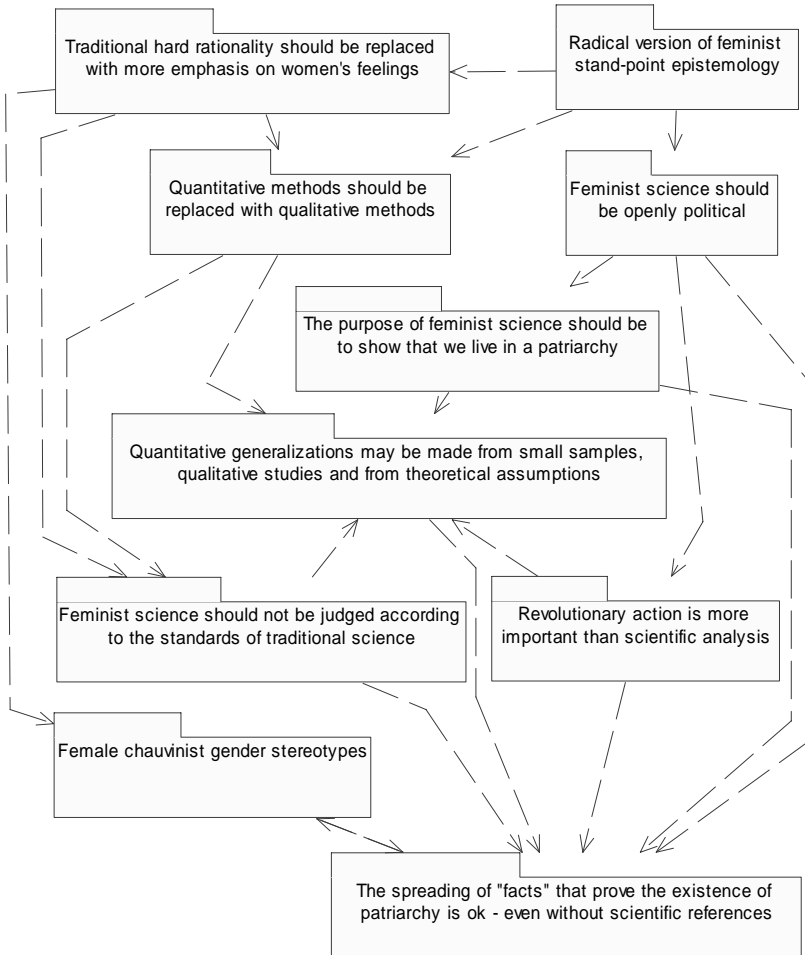 Traditional hard rationality should be replaced
with more emphasis on women's feelings
Radical version of feminist
stand-point epistemology
Quantitative methods should be
replaced with qualitative methods
Feminist science should
be openly political
The purpose of feminist science should be
to show that we live in a patriarchy
Quantitative generalizations may be made from small samples,
qualitative studies and from theoretical assumptions
Feminist science should not be judged according
to the standards of traditional science
Revolutionary action is more
important than scientific analysis
Female chauvinist gender stereotypes
The spreading of "facts" that prove the existence of
patriarchy is ok - even without scientific references